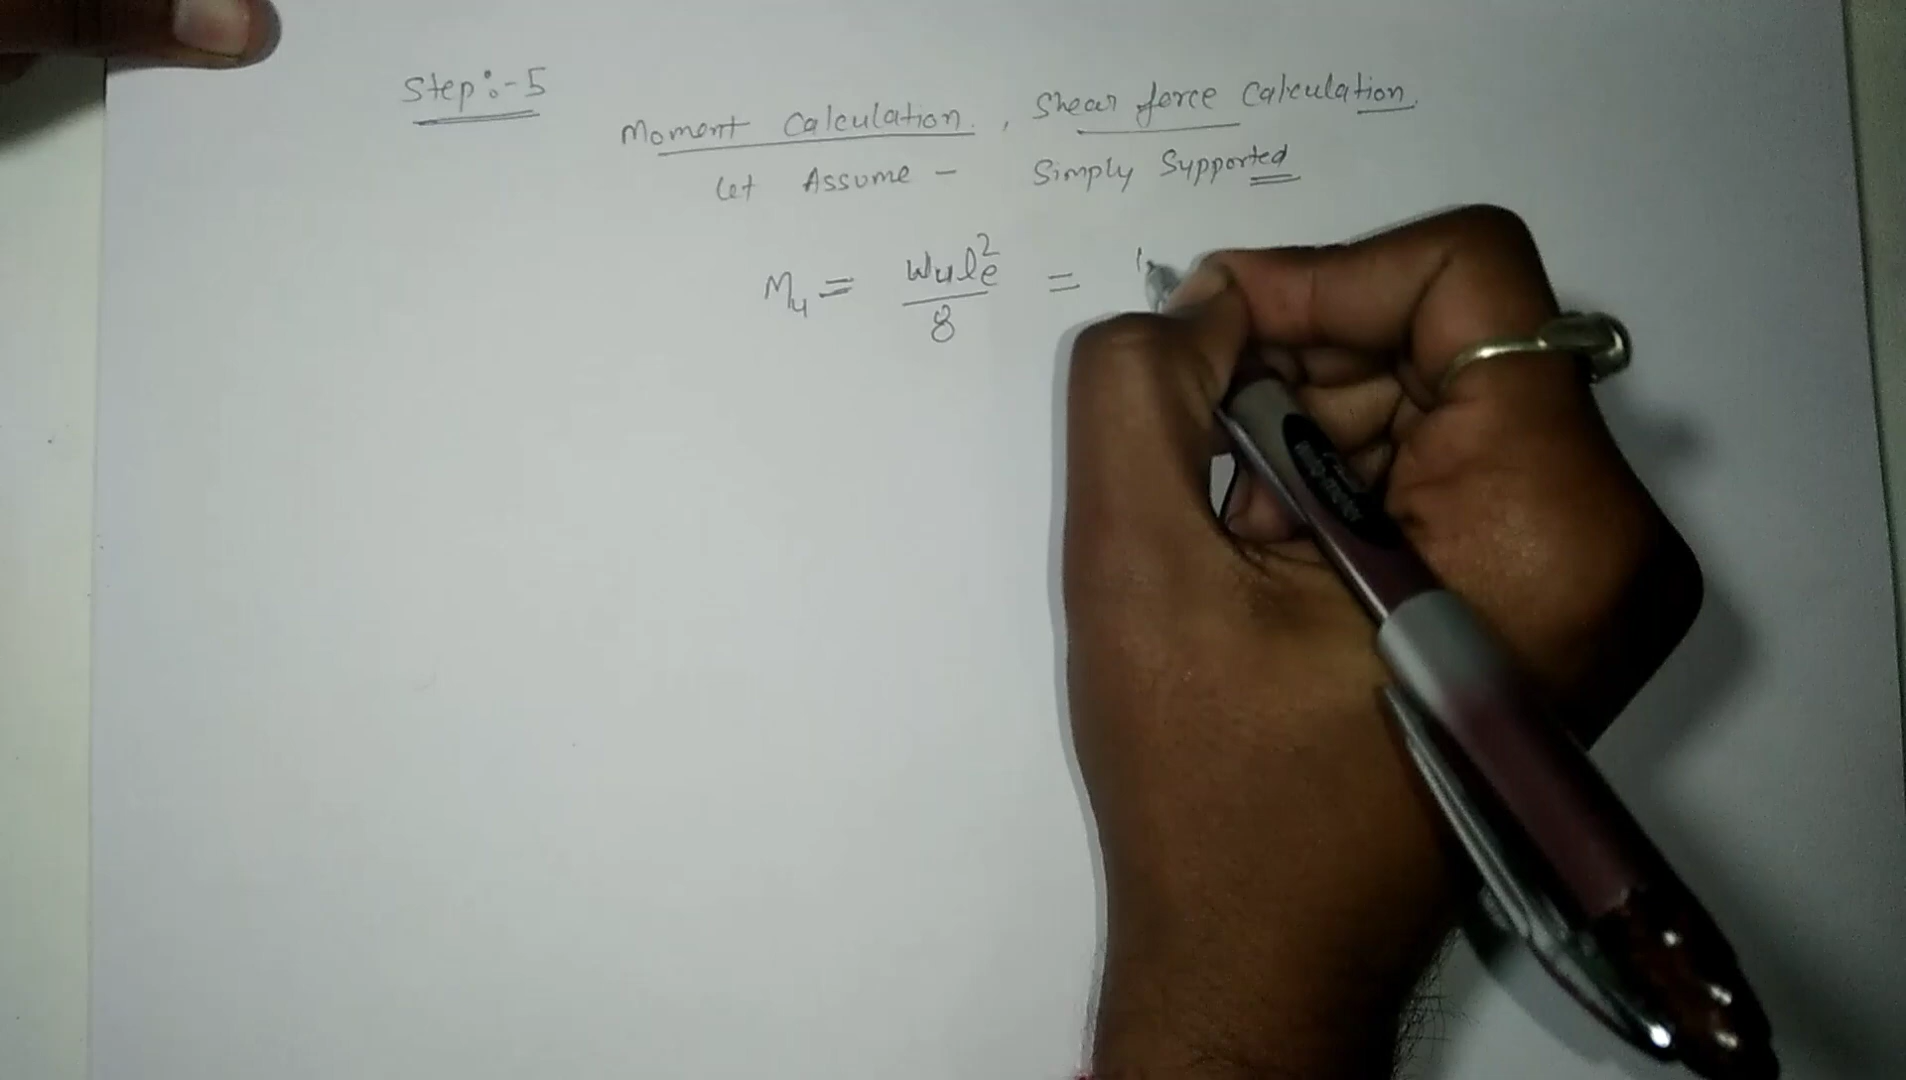 Step:-5
Moment Calculation. , Shear force Calculation.
Let Assume - Simply Supported
Mu = wule² / 8 =